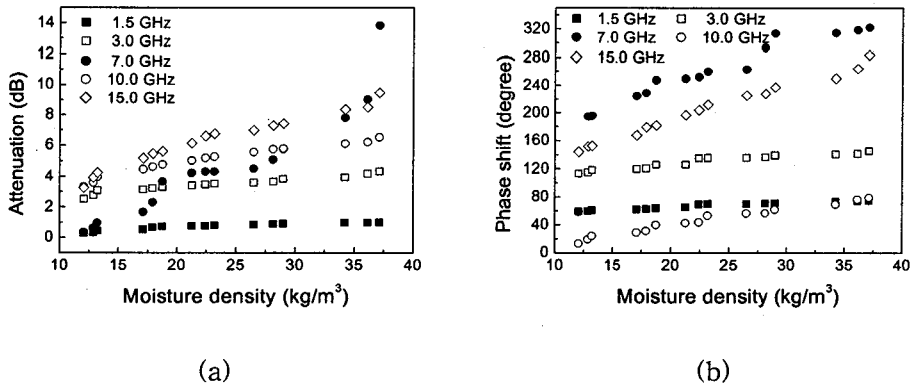 14
12
10
8
6
4
2
0
Attenuation (dB)
1.5 GHz
3.0 GHz
7.0 GHz
10.0 GHz
15.0 GHz
10 15 20 25 30 35 40
Moisture density (kg/m³)
(a)
320
280
240
200
160
120
80
40
0
Phase shift (degree)
1.5 GHz 3.0 GHz
7.0 GHz 10.0 GHz
15.0 GHz
10 15 20 25 30 35 40
Moisture density (kg/m³)
(b)